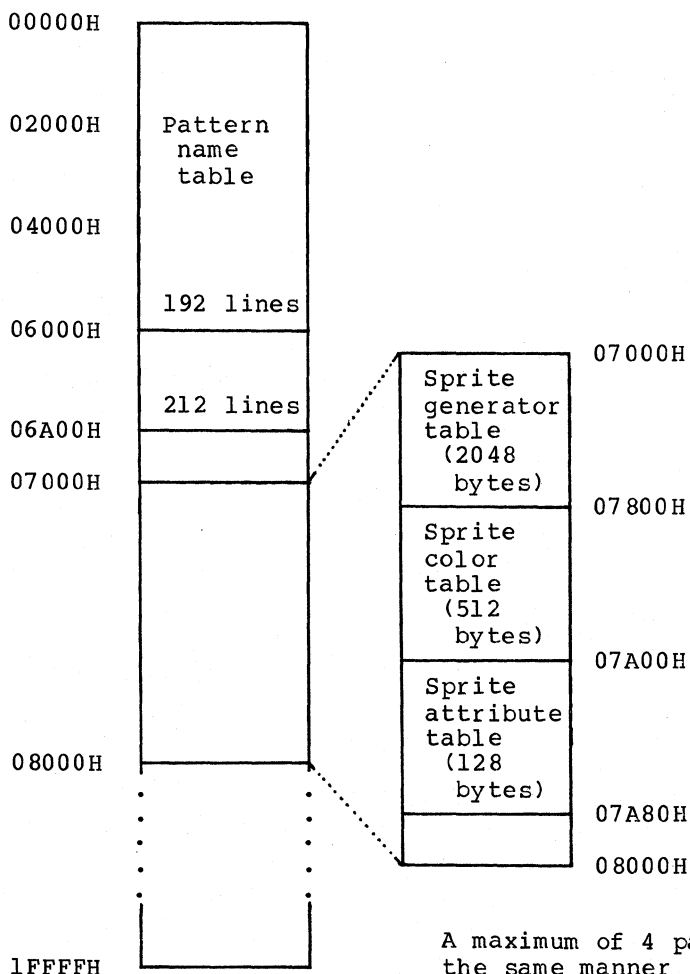 00000H
02000H
Pattern
name
table
04000H
192 lines
06000H
212 lines
06A00H
07000H
08000H
1FFFFH
07000H
Sprite
generator
table
(2048
bytes)
07800H
Sprite
color
table
(512
bytes)
07A00H
Sprite
attribute
table
(128
bytes)
07A80H
08000H
A maximum of 4 pa
the same manner